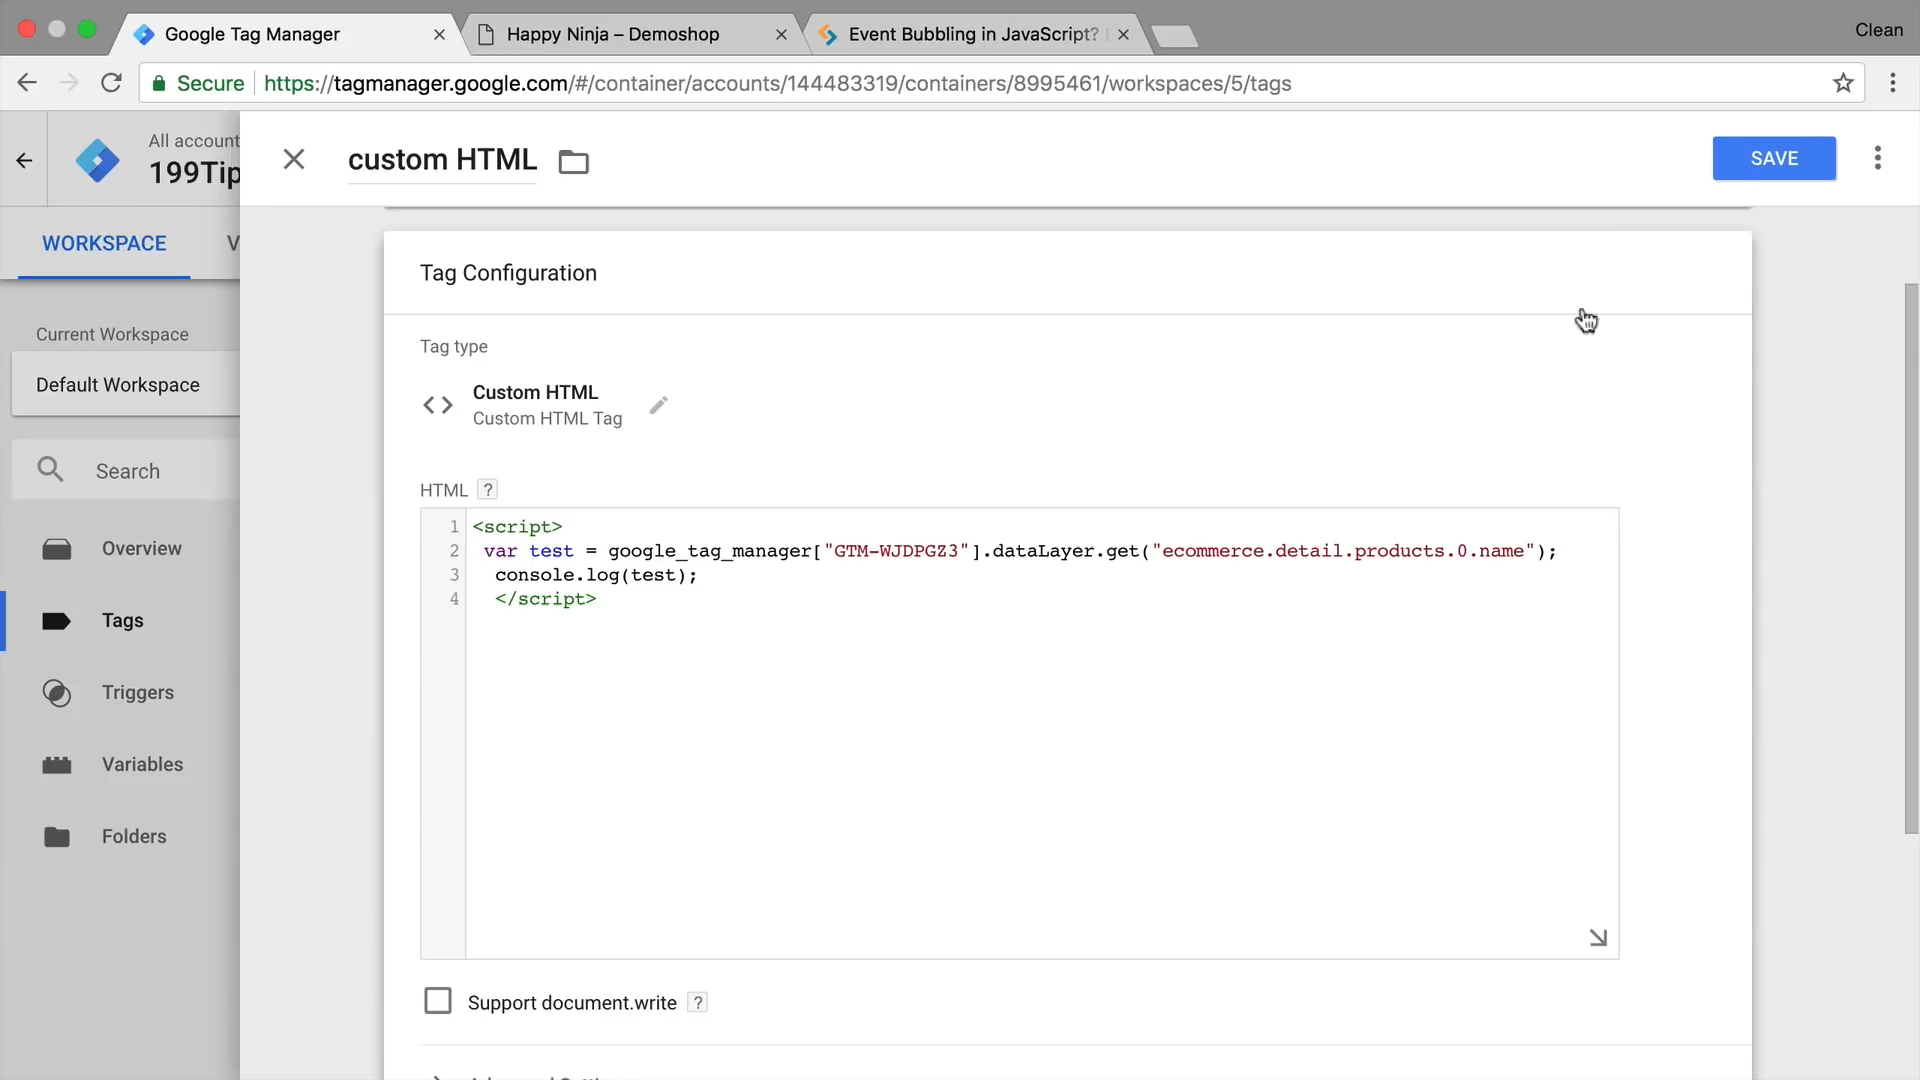 Google Tag Manager
Happy Ninja – Demoshop
Event Bubbling in JavaScript?
Clean
Secure
https://tagmanager.google.com/#/container/accounts/144483319/containers/8995461/workspaces/5/tags
All account
199Tip
custom HTML
SAVE
WORKSPACE
V
Tag Configuration
Current Workspace
Default Workspace
Tag type
Custom HTML
Custom HTML Tag
Search
HTML ?
1 <script>
2 var test = google_tag_manager["GTM-WJDPGZ3"].dataLayer.get("ecommerce.detail.products.0.name");
3 console.log(test);
4 </script>
Overview
Tags
Triggers
Variables
Folders
Support document.write ?